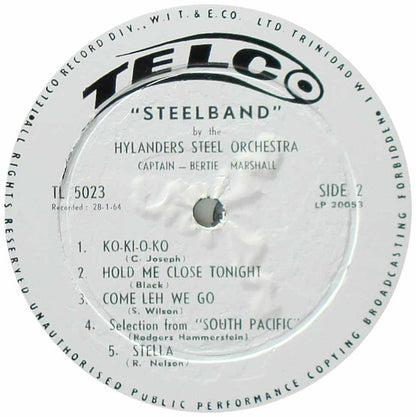 TELCO RECORD DIV., W.I.T. & E. CO. LTD TRINIDAD W.I.
TELCO
"STEELBAND"
by the
HYLANDERS STEEL ORCHESTRA
CAPTAIN – BERTIE MARSHALL
TL 5023
SIDE 2
Recorded : 28-1-64
LP 20053
1. KO-KI-O-KO
(C. Joseph)
2. HOLD ME CLOSE TONIGHT
(Black)
3. COME LEH WE GO
(S. Wilson)
4. Selection from "SOUTH PACIFIC"
(Rodgers Hammerstein)
5. STELLA
(R. Nelson)
ALL RIGHTS RESERVED UNAUTHORISED PUBLIC PERFORMANCE COPYING BROADCASTING FORBIDDEN